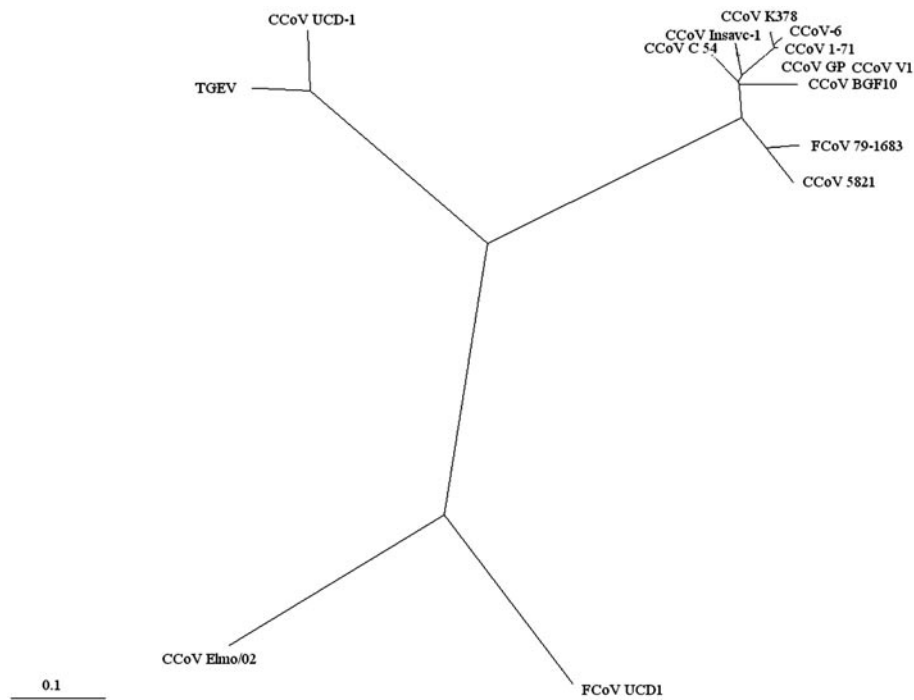 CCoV UCD-1
TGEV
CCoV K378
CCoV-6
CCoV Insavc-1
CCoV 1-71
CCoV C 54
CCoV GP CCoV V1
CCoV BGF10
FCoV 79-1683
CCoV 5821
CCoV Elmo/02
FCoV UCD1
0.1